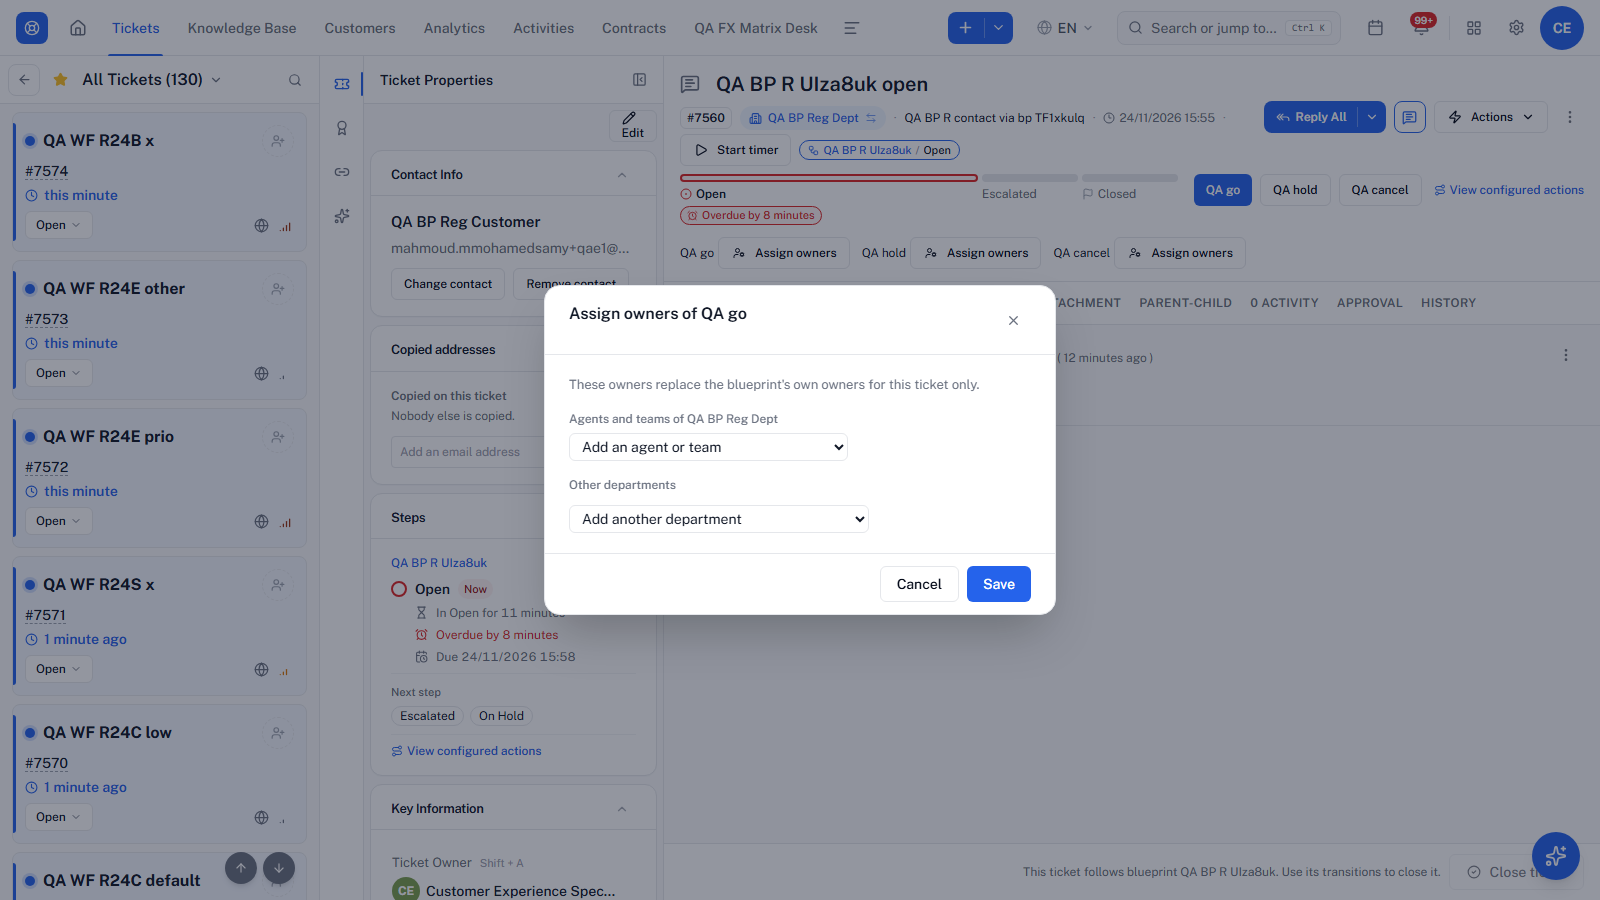 Tickets
Knowledge Base
Customers
Analytics
Activities
Contracts
QA FX Matrix Desk
EN
Search or jump to...
Ctrl K
99+
CE
All Tickets (130)
QA WF R24B x
#7574
this minute
Open
QA WF R24E other
#7573
this minute
Open
QA WF R24E prio
#7572
this minute
Open
QA WF R24S x
#7571
1 minute ago
Open
QA WF R24C low
#7570
1 minute ago
Open
QA WF R24C default
Ticket Properties
Edit
Contact Info
QA BP Reg Customer
mahmoud.mmohamedsamy+qae1@...
Change contact
Remove contact
Copied addresses
Copied on this ticket
Nobody else is copied.
Add an email address
Steps
QA BP R UIza8uk
Open Now
In Open for 11 minutes
Overdue by 8 minutes
Due 24/11/2026 15:58
Next step
Escalated
On Hold
View configured actions
Key Information
Ticket Owner Shift + A
CE Customer Experience Spec...
QA BP R UIza8uk open
#7560
QA BP Reg Dept
· QA BP R contact via bp TF1xkulq
· 24/11/2026 15:55 ·
Reply All
Actions
Start timer
QA BP R UIza8uk / Open
Open
Escalated
Closed
Overdue by 8 minutes
QA go
QA hold
QA cancel
View configured actions
QA go Assign owners
QA hold Assign owners
QA cancel Assign owners
TACHMENT
PARENT-CHILD
0 ACTIVITY
APPROVAL
HISTORY
( 12 minutes ago )
Assign owners of QA go
These owners replace the blueprint's own owners for this ticket only.
Agents and teams of QA BP Reg Dept
Add an agent or team
Other departments
Add another department
Cancel
Save
This ticket follows blueprint QA BP R UIza8uk. Use its transitions to close it.
Close